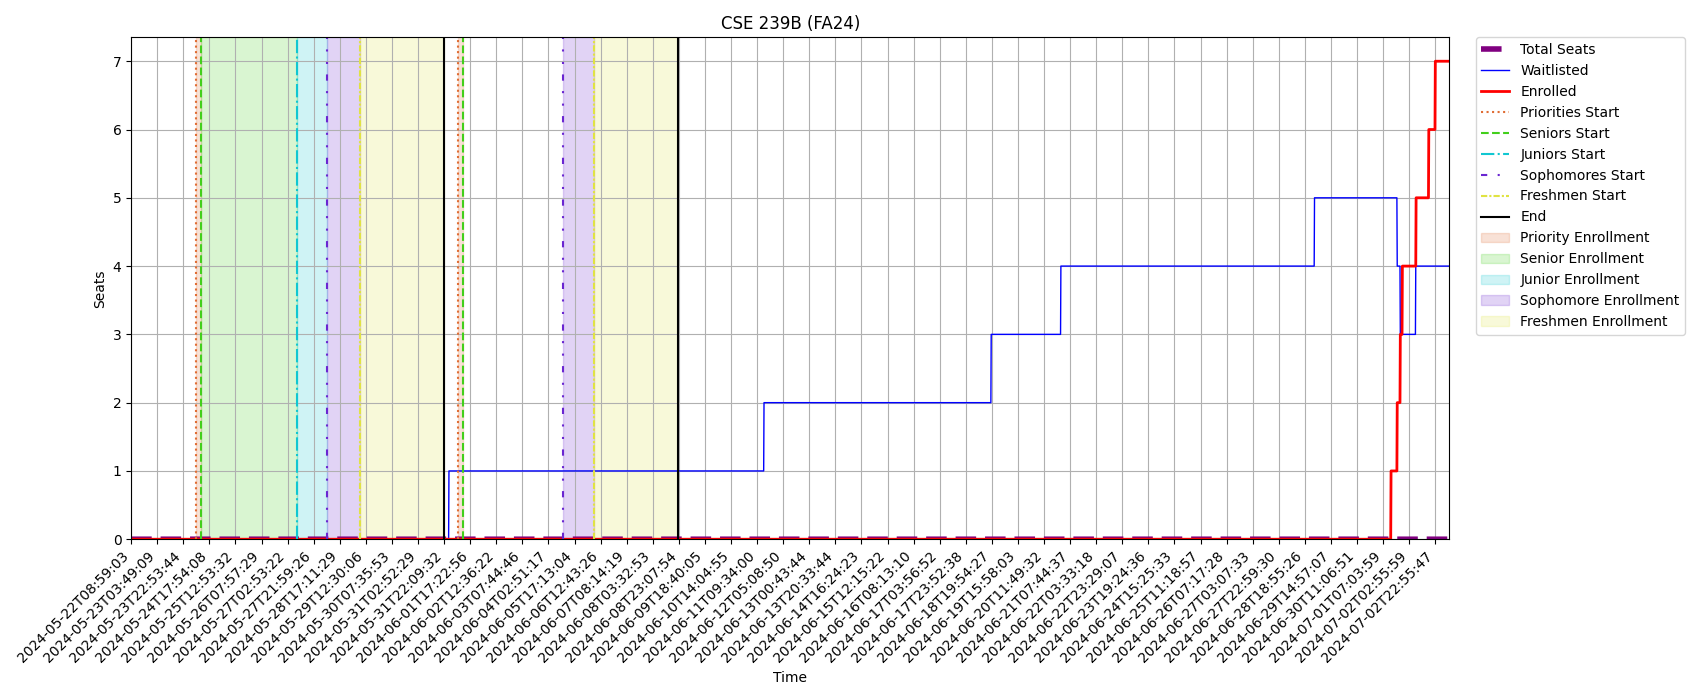 CSE 239B (FA24)
Seats
7
6
5
4
3
2
1
0
2024-05-22T08:59:03
2024-05-23T03:49:09
2024-05-23T22:53:44
2024-05-24T17:54:08
2024-05-25T12:53:32
2024-05-26T07:57:29
2024-05-27T02:53:22
2024-05-27T21:59:26
2024-05-28T17:11:29
2024-05-29T12:30:06
2024-05-30T07:35:53
2024-05-31T02:52:29
2024-05-31T22:09:32
2024-06-01T17:22:56
2024-06-02T12:36:22
2024-06-03T07:44:46
2024-06-04T02:51:17
2024-06-05T17:13:04
2024-06-06T12:43:26
2024-06-07T08:14:19
2024-06-08T03:32:53
2024-06-08T23:07:54
2024-06-09T18:40:05
2024-06-10T14:04:55
2024-06-11T09:34:00
2024-06-12T05:08:50
2024-06-13T00:43:44
2024-06-13T20:33:44
2024-06-14T16:24:23
2024-06-15T12:15:22
2024-06-16T08:13:10
2024-06-17T03:56:52
2024-06-17T23:52:38
2024-06-18T19:54:27
2024-06-19T15:58:03
2024-06-20T11:49:32
2024-06-21T07:44:37
2024-06-22T03:33:18
2024-06-22T23:29:07
2024-06-23T19:24:36
2024-06-24T15:25:33
2024-06-25T11:18:57
2024-06-26T07:17:28
2024-06-27T03:07:33
2024-06-27T22:59:30
2024-06-28T18:55:26
2024-06-29T14:57:07
2024-06-30T11:06:51
2024-07-01T07:03:59
2024-07-02T02:55:59
2024-07-02T22:55:47
Time
Total Seats
Waitlisted
Enrolled
Priorities Start
Seniors Start
Juniors Start
Sophomores Start
Freshmen Start
End
Priority Enrollment
Senior Enrollment
Junior Enrollment
Sophomore Enrollment
Freshmen Enrollment